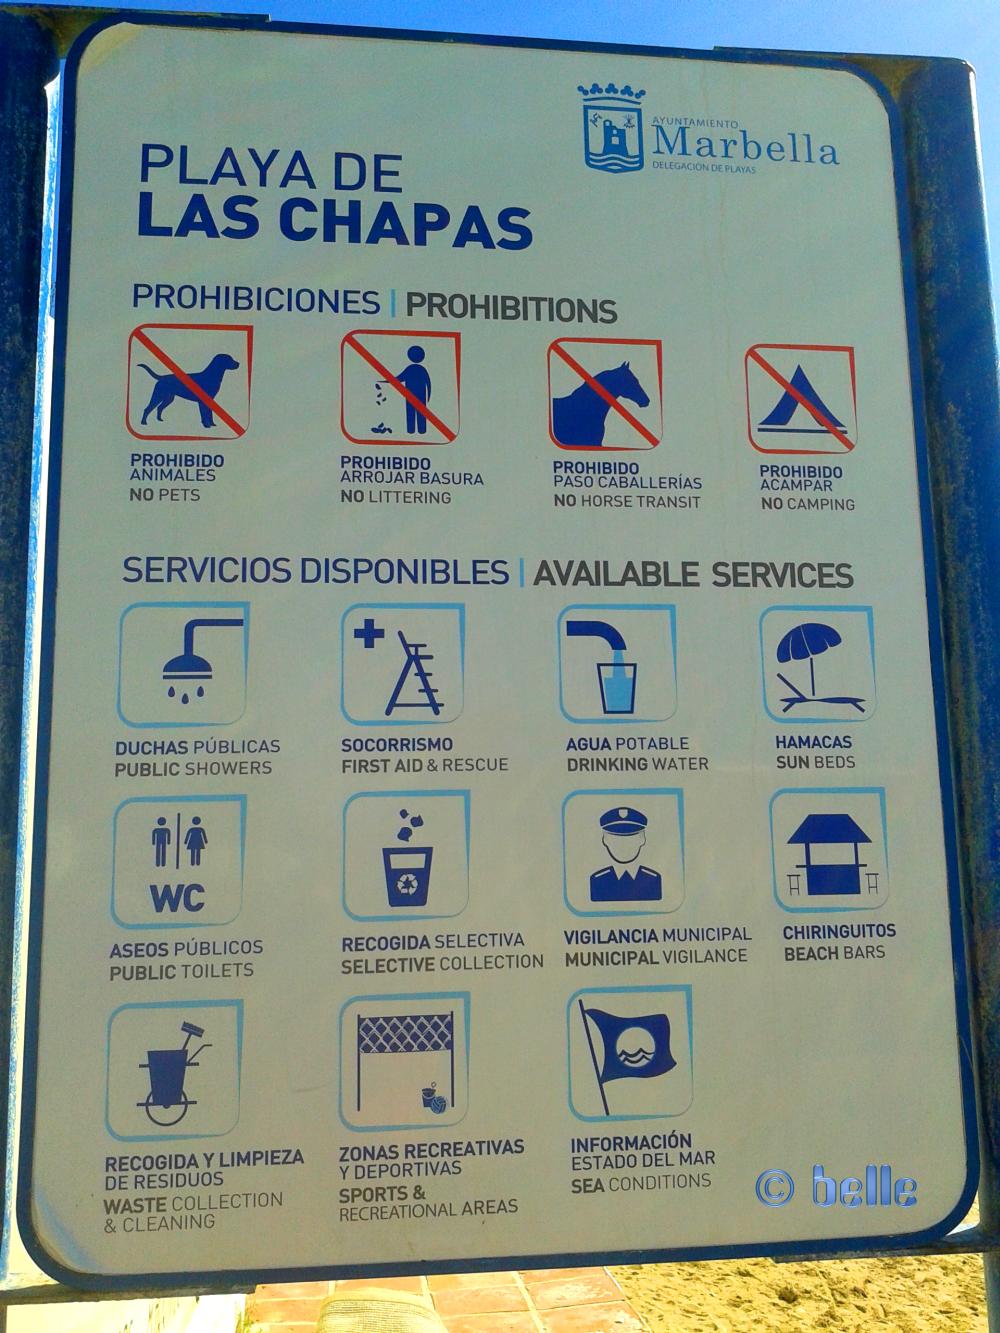 AYUNTAMIENTO
Marbella
DELEGACIÓN DE PLAYAS
PLAYA DE
LAS CHAPAS
PROHIBICIONES | PROHIBITIONS
PROHIBIDO
ANIMALES
NO PETS
PROHIBIDO
ARROJAR BASURA
NO LITTERING
PROHIBIDO
PASO CABALLERÍAS
NO HORSE TRANSIT
PROHIBIDO
ACAMPAR
NO CAMPING
SERVICIOS DISPONIBLES | AVAILABLE SERVICES
DUCHAS PÚBLICAS
PUBLIC SHOWERS
SOCORRISMO
FIRST AID & RESCUE
AGUA POTABLE
DRINKING WATER
HAMACAS
SUN BEDS
WC
ASEOS PÚBLICOS
PUBLIC TOILETS
RECOGIDA SELECTIVA
SELECTIVE COLLECTION
VIGILANCIA MUNICIPAL
MUNICIPAL VIGILANCE
CHIRINGUITOS
BEACH BARS
RECOGIDA Y LIMPIEZA
DE RESIDUOS
WASTE COLLECTION
& CLEANING
ZONAS RECREATIVAS
Y DEPORTIVAS
SPORTS &
RECREATIONAL AREAS
INFORMACIÓN
ESTADO DEL MAR
SEA CONDITIONS
© belle